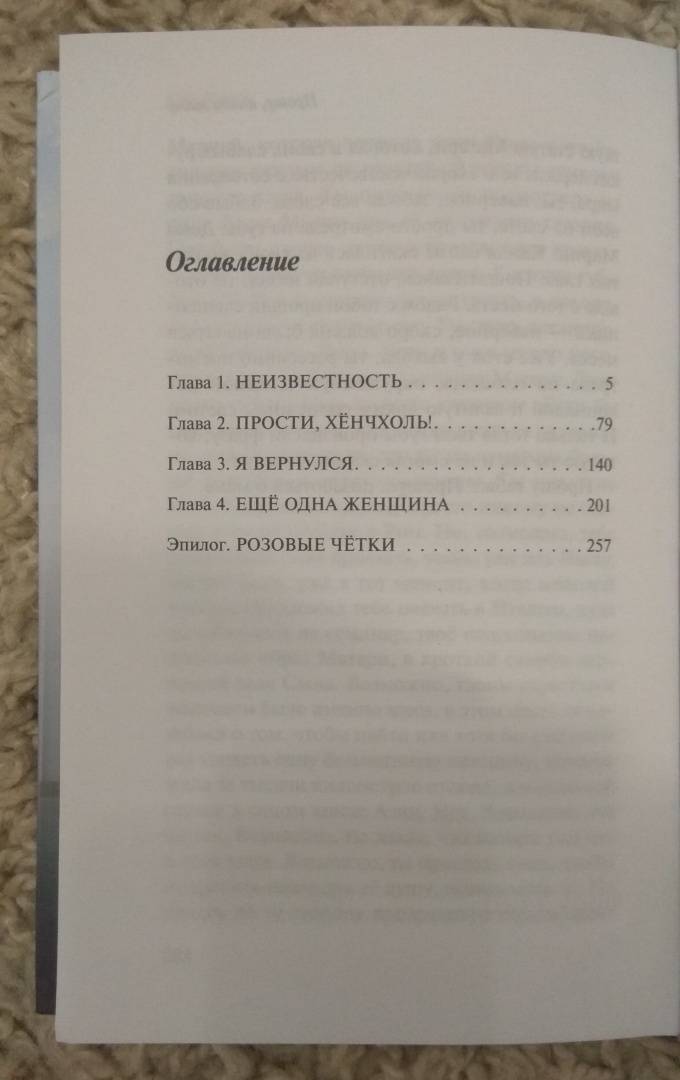 Оглавление
Глава 1. НЕИЗВЕСТНОСТЬ . . . . . . . . . . . . . . . . . 5
Глава 2. ПРОСТИ, ХЁНЧХОЛЬ!. . . . . . . . . . . . . .79
Глава 3. Я ВЕРНУЛСЯ. . . . . . . . . . . . . . . . . . . . 140
Глава 4. ЕЩЁ ОДНА ЖЕНЩИНА . . . . . . . . . . 201
Эпилог. РОЗОВЫЕ ЧЁТКИ . . . . . . . . . . . . . . . 257